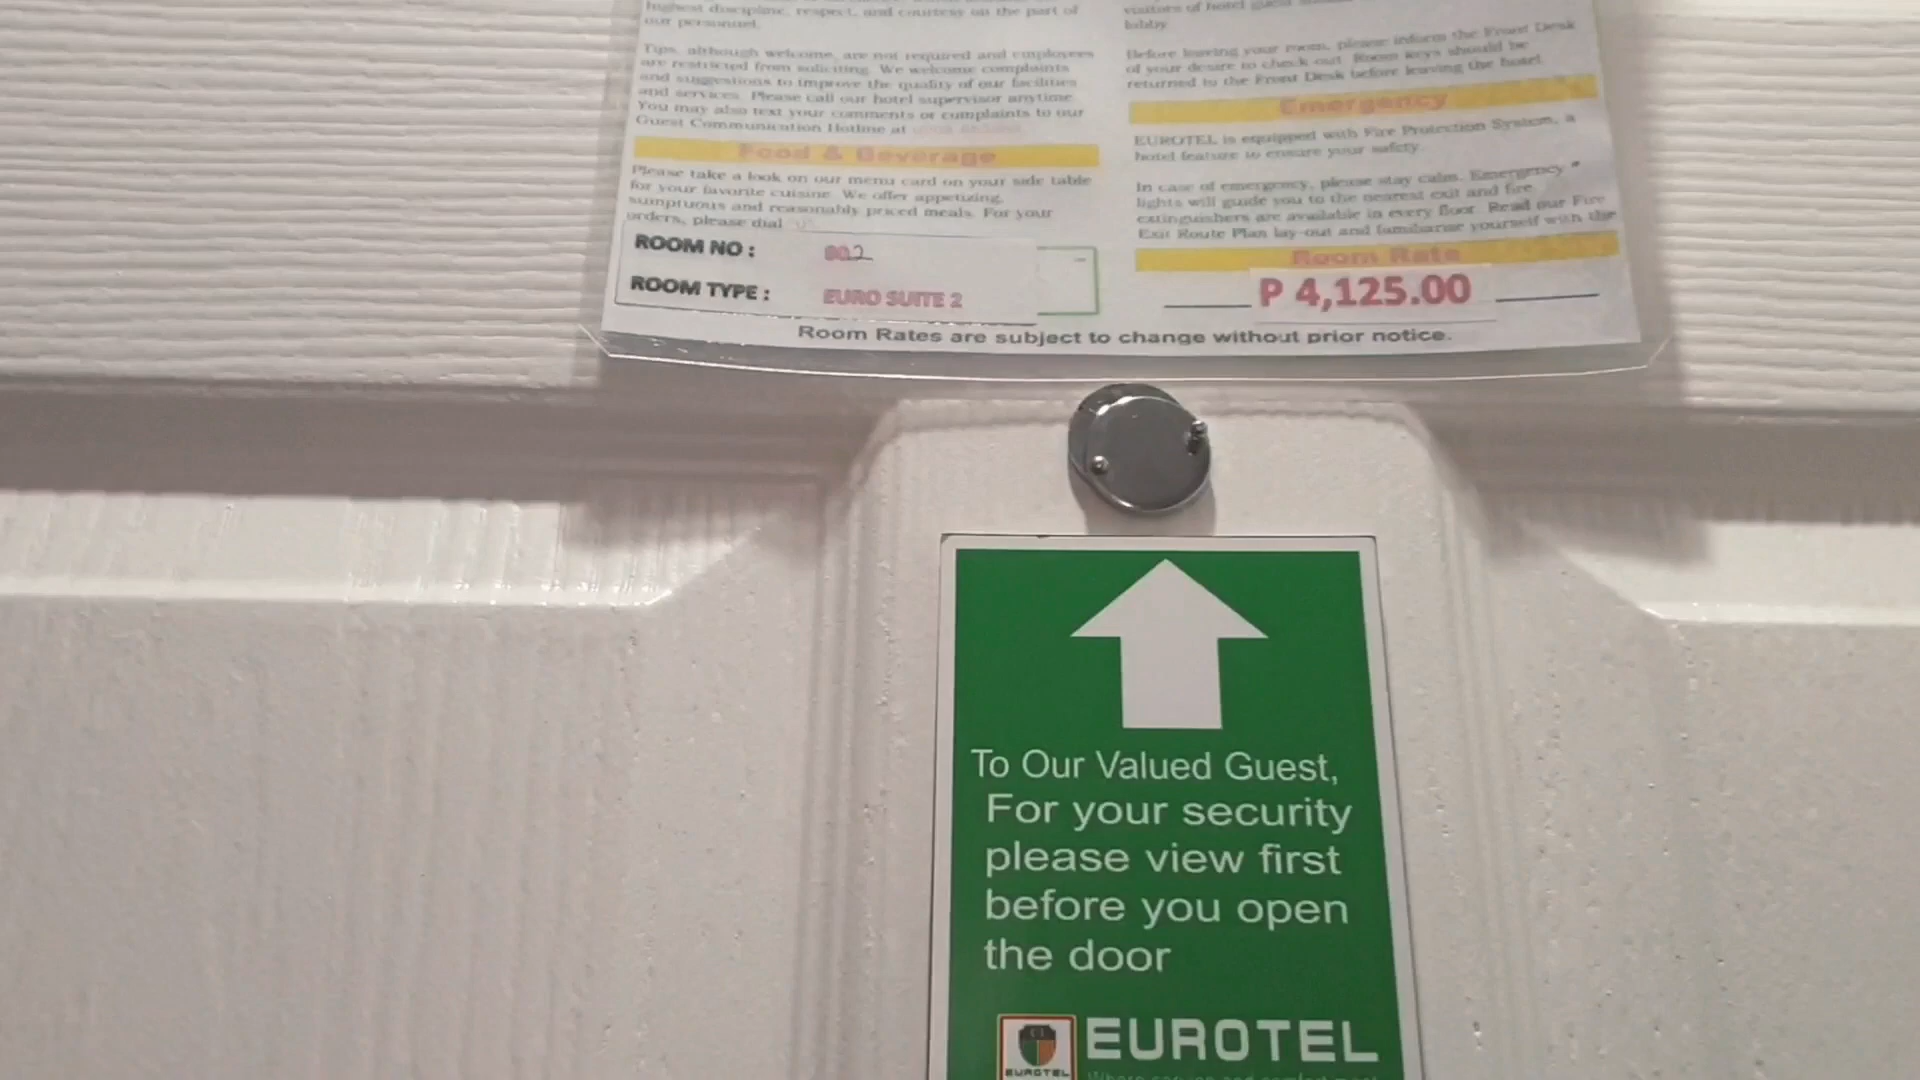 highest discipline, respect, and courtesy on the part of
our personnel.
Tips, although welcome, are not required and employees
are restricted from soliciting. We welcome complaints
and suggestions to improve the quality of our facilities
and services. Please call our hotel supervisor anytime.
You may also text your comments or complaints to our
Guest Communication Hotline at
Food & Beverage
Please take a look on our menu card on your side table
for your favorite cuisine. We offer appetizing,
sumptuous and reasonably priced meals. For your
orders, please dial
ROOM NO :
ROOM TYPE : EURO SUITE 2
visitors of hotel guest
lobby.
Before leaving your room, please inform the Front Desk
of your desire to check out. Room keys should be
returned to the Front Desk before leaving the hotel.
Emergency
EUROTEL is equipped with Fire Protection System, a
hotel feature to ensure your safety.
In case of emergency, please stay calm. Emergency
lights will guide you to the nearest exit and fire
extinguishers are available in every floor. Read our Fire
Exit Route Plan lay-out and familiarize yourself with the
Room Rate
P 4,125.00
Room Rates are subject to change without prior notice.
To Our Valued Guest,
For your security
please view first
before you open
the door
EUROTEL
EUROTEL